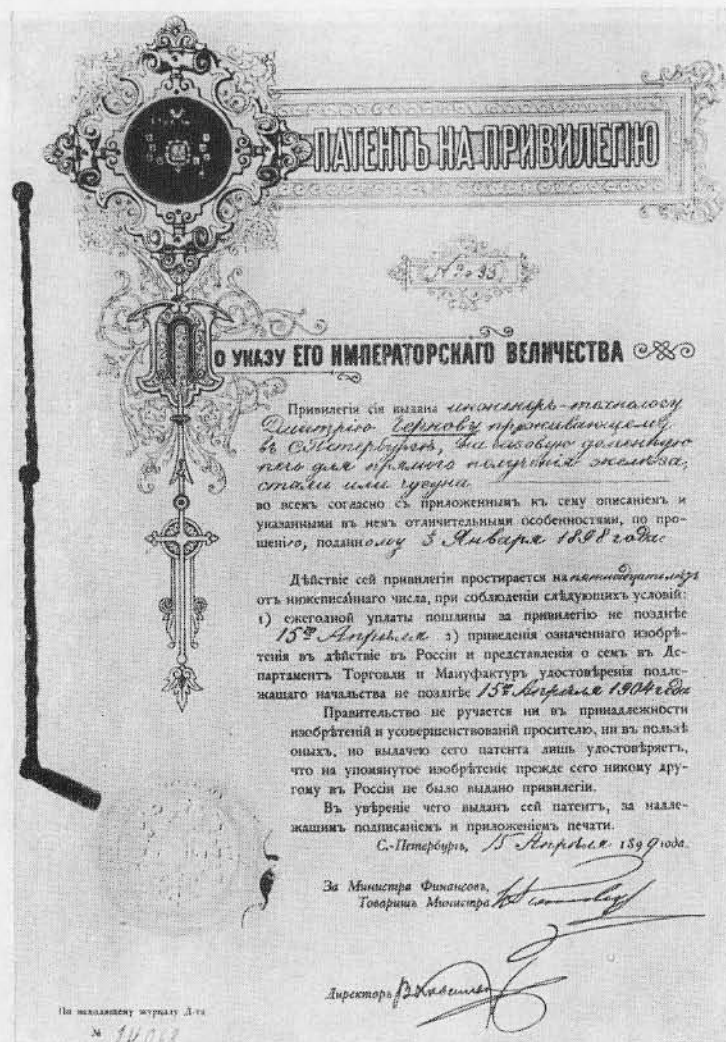 ПАТЕНТЪ НА ПРИВИЛЕГІЮ
ПО УКАЗУ ЕГО ИМПЕРАТОРСКАГО ВЕЛИЧЕСТВА
Привилегія сія выдана инженеръ-технологу
Дмитрію Чернову, проживающему
въ С.Петербургѣ, на газовую доменную
печь для прямого полученія желѣза,
стали или чугуна
во всемъ согласно съ приложеннымъ къ сему описаніемъ и
указанными въ немъ отличительными особенностями, по про-
шенію, поданному 3 Января 1898 года.
Дѣйствіе сей привилегіи простирается на пятнадцать лѣтъ
отъ нижеписаннаго числа, при соблюденіи слѣдующихъ условій:
1) ежегодной уплаты пошлины за привилегію не позднѣе
15го Апрѣля 2) приведенія означеннаго изобрѣ-
тенія въ дѣйствіе въ Россіи и представленія о семъ въ Де-
партаментъ Торговли и Мануфактуръ удостовѣренія подле-
жащаго начальства не позднѣе 15го Апрѣля 1904 года
Правительство не ручается ни въ принадлежности
изобрѣтеній и усовершенствованій просителю, ни въ пользѣ
оныхъ, но выдачею сего патента лишь удостовѣряетъ,
что на упомянутое изобрѣтеніе прежде сего никому дру-
гому въ Россіи не было выдано привилегіи.
Въ увѣреніе чего выданъ сей патентъ, за надле-
жащимъ подписаніемъ и приложеніемъ печати.
С.-Петербургъ, 15 Апрѣля 1899 года.
За Министра Финансовъ,
Товарищъ Министра
Директоръ
По исходящему журналу Д-та
№